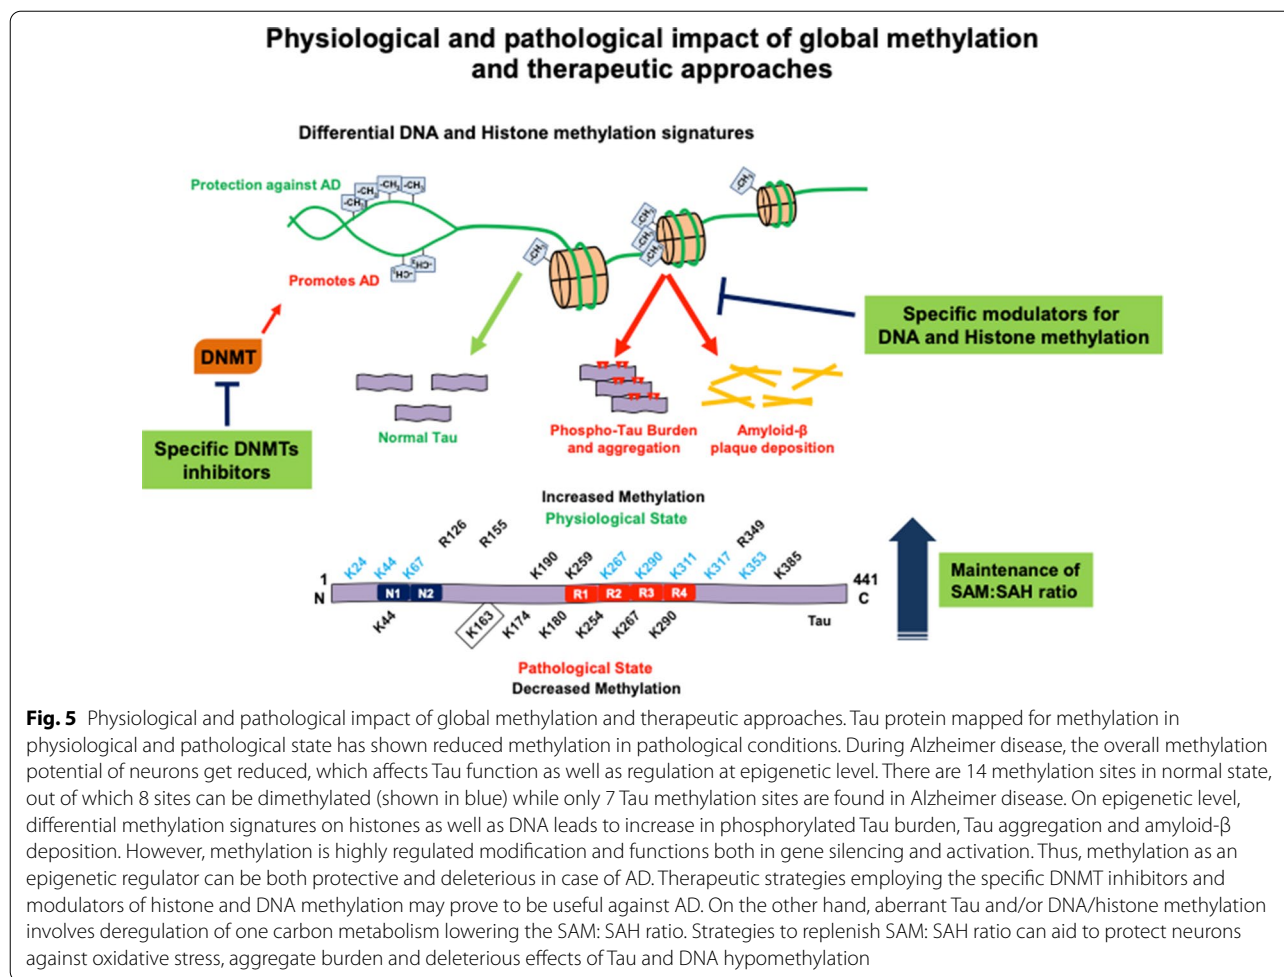 Physiological and pathological impact of global methylation
and therapeutic approaches
Differential DNA and Histone methylation signatures
Protection against AD
-CH3
-CH3
-CH3
-CH3
-CH3
-CH3
Promotes AD
DNMT
Specific DNMTs
inhibitors
-CH3
-CH3
-CH3
-CH3
-CH3
Specific modulators for
DNA and Histone methylation
Normal Tau
Phospho-Tau Burden
and aggregation
Amyloid-β
plaque deposition
Increased Methylation
Physiological State
K24
K44
K67
R126
R155
K190
K259
K267
K290
K311
K317
R349
K353
K385
1
N
N1
N2
R1
R2
R3
R4
441
C
K44
K163
K174
K180
K254
K267
K290
Tau
Pathological State
Decreased Methylation
Maintenance of
SAM:SAH ratio
Fig. 5 Physiological and pathological impact of global methylation and therapeutic approaches. Tau protein mapped for methylation in
physiological and pathological state has shown reduced methylation in pathological conditions. During Alzheimer disease, the overall methylation
potential of neurons get reduced, which affects Tau function as well as regulation at epigenetic level. There are 14 methylation sites in normal state,
out of which 8 sites can be dimethylated (shown in blue) while only 7 Tau methylation sites are found in Alzheimer disease. On epigenetic level,
differential methylation signatures on histones as well as DNA leads to increase in phosphorylated Tau burden, Tau aggregation and amyloid-β
deposition. However, methylation is highly regulated modification and functions both in gene silencing and activation. Thus, methylation as an
epigenetic regulator can be both protective and deleterious in case of AD. Therapeutic strategies employing the specific DNMT inhibitors and
modulators of histone and DNA methylation may prove to be useful against AD. On the other hand, aberrant Tau and/or DNA/histone methylation
involves deregulation of one carbon metabolism lowering the SAM: SAH ratio. Strategies to replenish SAM: SAH ratio can aid to protect neurons
against oxidative stress, aggregate burden and deleterious effects of Tau and DNA hypomethylation